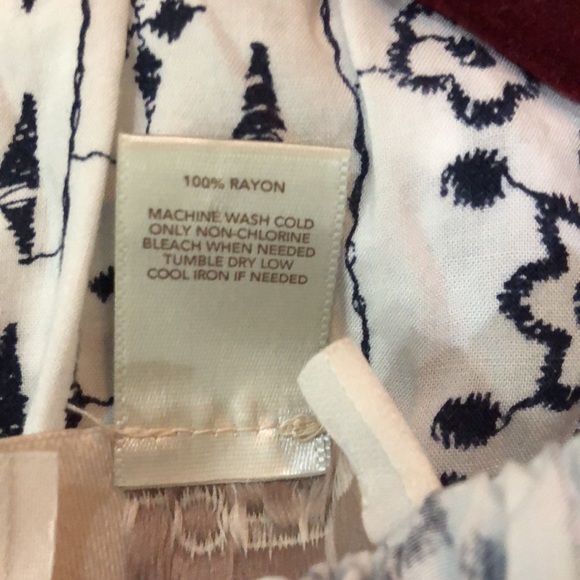 100% RAYON
MACHINE WASH COLD
ONLY NON-CHLORINE
BLEACH WHEN NEEDED
TUMBLE DRY LOW
COOL IRON IF NEEDED